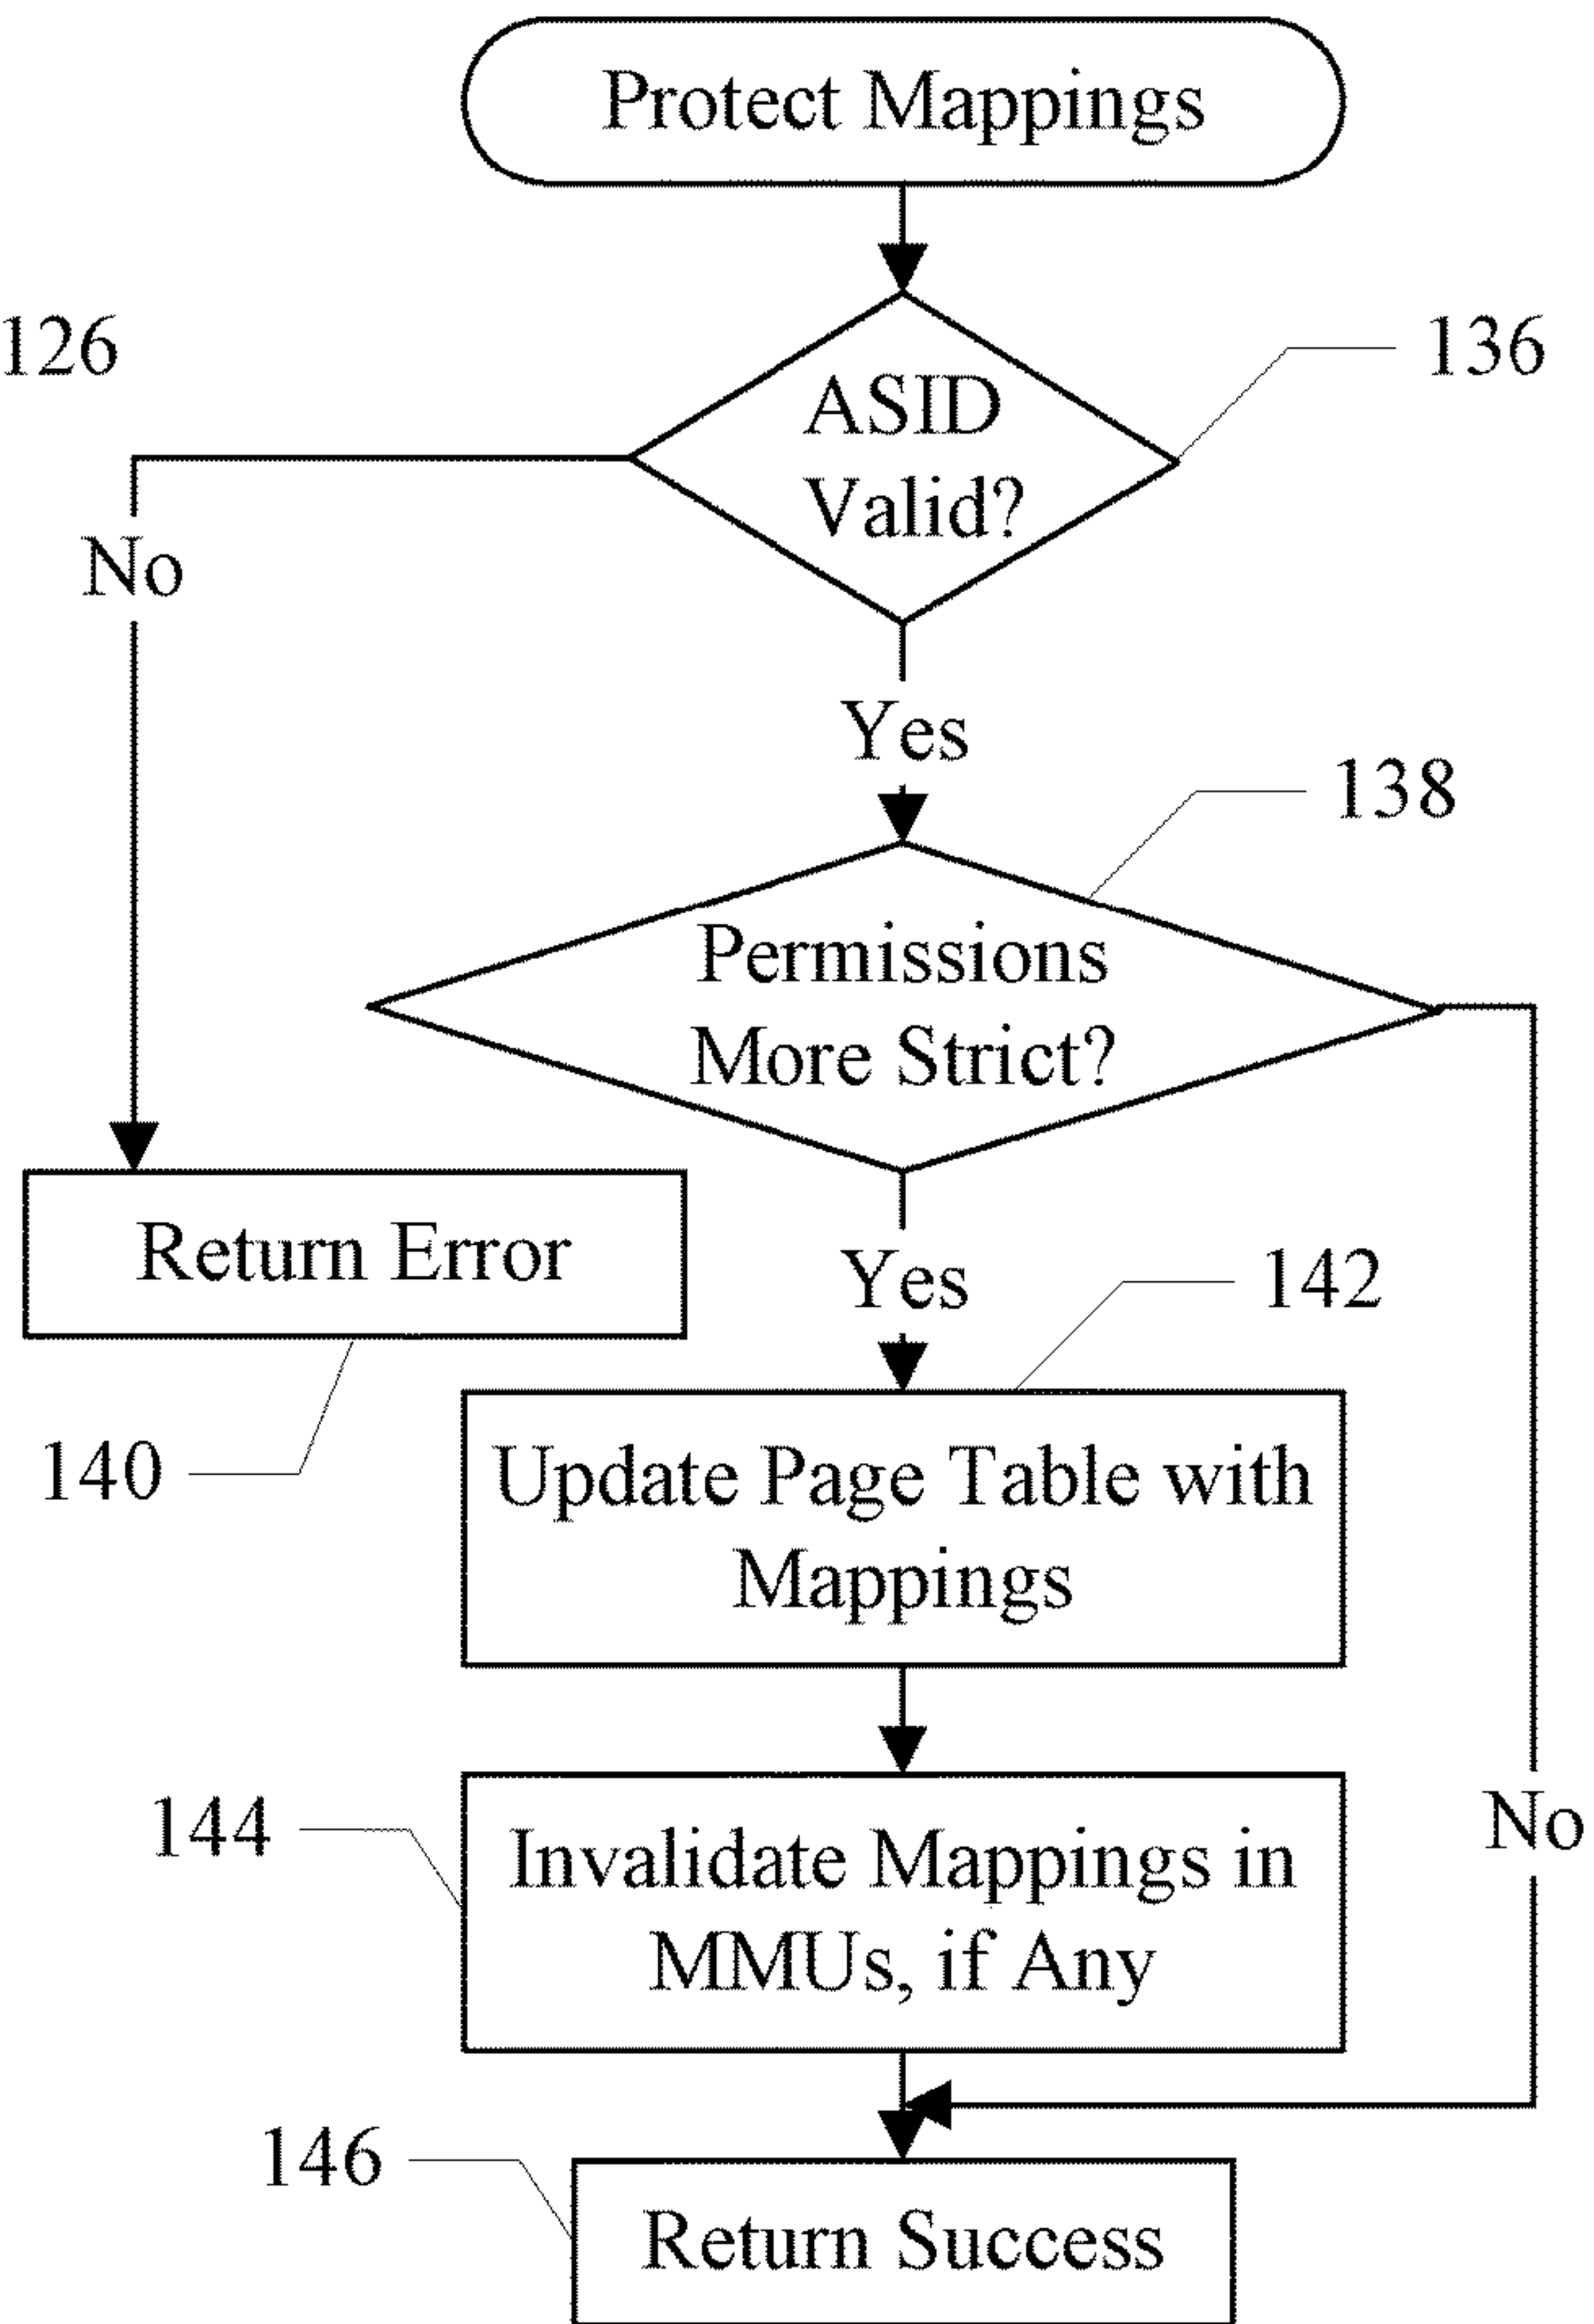 Protect Mappings
126
136
ASID
Valid?
No
Yes
138
Permissions
More Strict?
Return Error
Yes
142
140
Update Page Table with
Mappings
144
Invalidate Mappings in
MMUs, if Any
No
146
Return Success